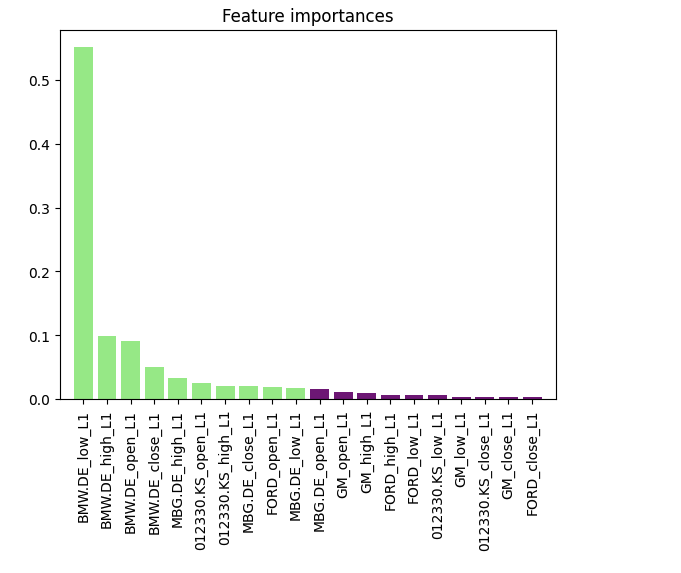 Feature importances
0.5
0.4
0.3
0.2
0.1
0.0
BMW.DE_low_L1
BMW.DE_high_L1
BMW.DE_open_L1
BMW.DE_close_L1
MBG.DE_high_L1
012330.KS_open_L1
012330.KS_high_L1
MBG.DE_close_L1
FORD_open_L1
MBG.DE_low_L1
MBG.DE_open_L1
GM_open_L1
GM_high_L1
FORD_high_L1
FORD_low_L1
012330.KS_low_L1
GM_low_L1
012330.KS_close_L1
GM_close_L1
FORD_close_L1